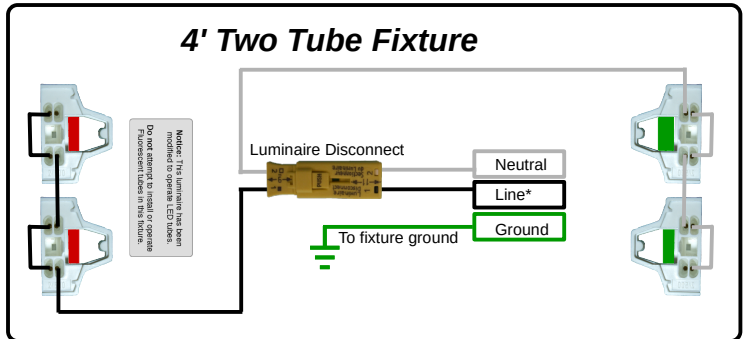 4' Two Tube Fixture
Notice: This luminaire has been
modified to operate LED tubes.
Do not attempt to install or operate
Fluorescent tubes in this fixture.
Luminaire Disconnect
Neutral
Line*
Ground
To fixture ground